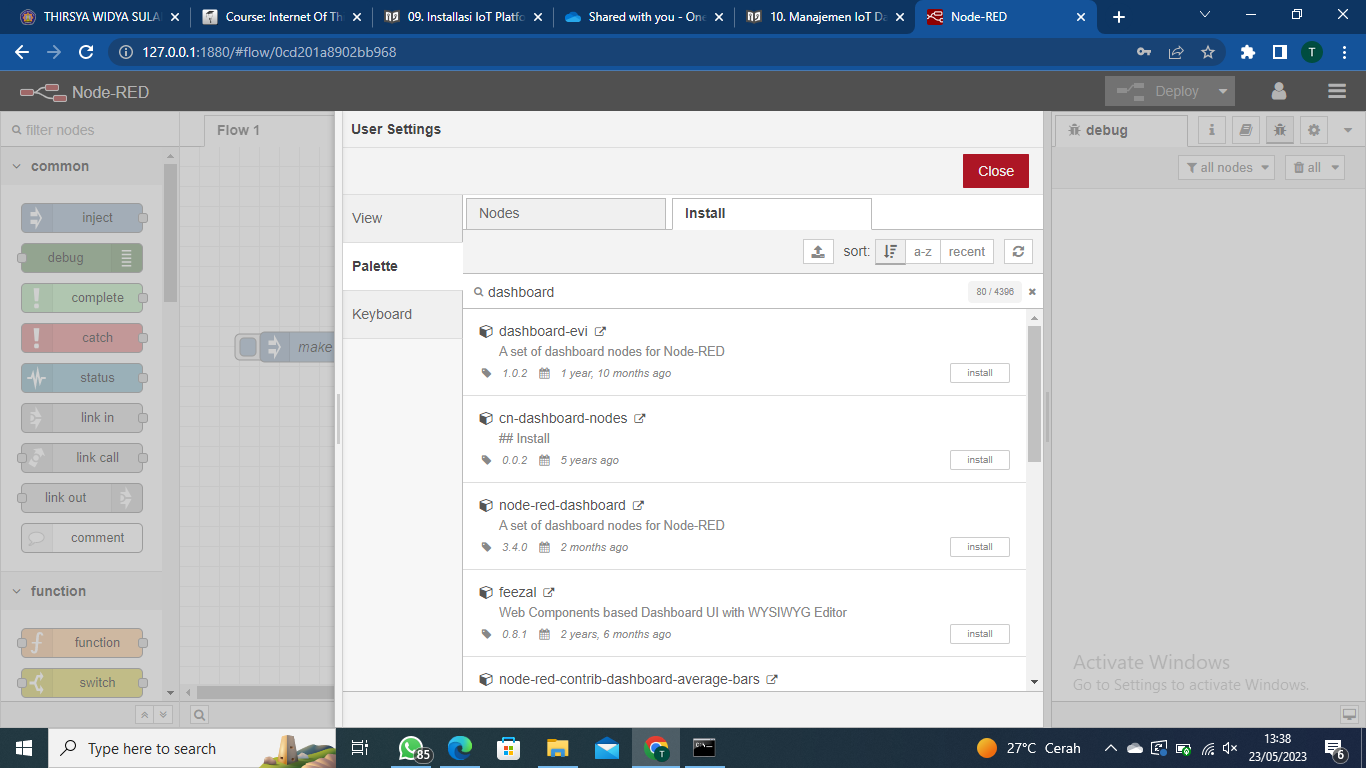 THIRSYA WIDYA SULA
Course: Internet Of Th
09. Installasi IoT Platfo
Shared with you - One
10. Manajemen IoT Da
Node-RED
127.0.0.1:1880/#flow/0cd201a8902bb968
T
Node-RED
Deploy
filter nodes
Flow 1
User Settings
debug
common
Close
all nodes
all
inject
View
Nodes
Install
debug
sort:
a-z
recent
Palette
complete
dashboard
80 / 4396
Keyboard
catch
dashboard-evi
make
A set of dashboard nodes for Node-RED
status
1.0.2
1 year, 10 months ago
install
link in
cn-dashboard-nodes
## Install
link call
0.0.2
5 years ago
install
link out
node-red-dashboard
A set of dashboard nodes for Node-RED
comment
3.4.0
2 months ago
install
function
feezal
Web Components based Dashboard UI with WYSIWYG Editor
function
0.8.1
2 years, 6 months ago
install
switch
node-red-contrib-dashboard-average-bars
Activate Windows
Go to Settings to activate Windows.
Type here to search
85
T
27°C Cerah
13:38
23/05/2023
6